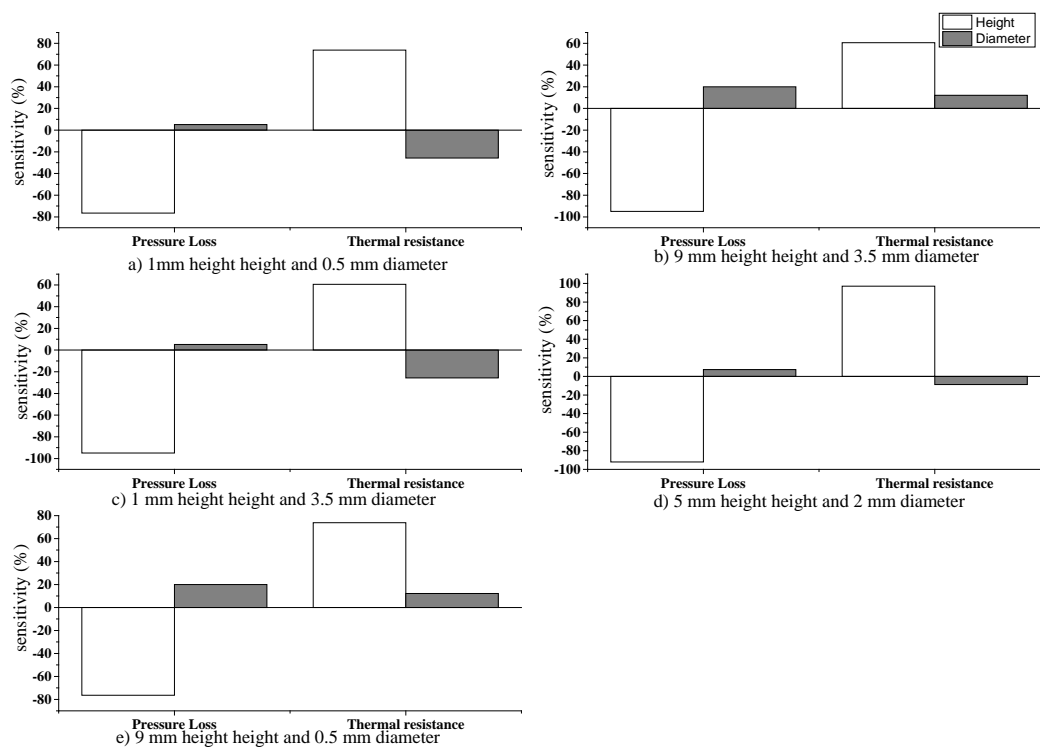 80
60
40
20
0
-20
-40
-60
-80
sensitivity (%)
Pressure Loss Thermal resistance
a) 1mm height height and 0.5 mm diameter
Height
Diameter
60
40
20
0
-20
-40
-60
-80
-100
sensitivity (%)
Pressure Loss Thermal resistance
b) 9 mm height height and 3.5 mm diameter
60
40
20
0
-20
-40
-60
-80
-100
sensitivity (%)
Pressure Loss Thermal resistance
c) 1 mm height height and 3.5 mm diameter
100
80
60
40
20
0
-20
-40
-60
-80
-100
sensitivity (%)
Pressure Loss Thermal resistance
d) 5 mm height height and 2 mm diameter
80
60
40
20
0
-20
-40
-60
-80
sensitivity (%)
Pressure Loss Thermal resistance
e) 9 mm height height and 0.5 mm diameter